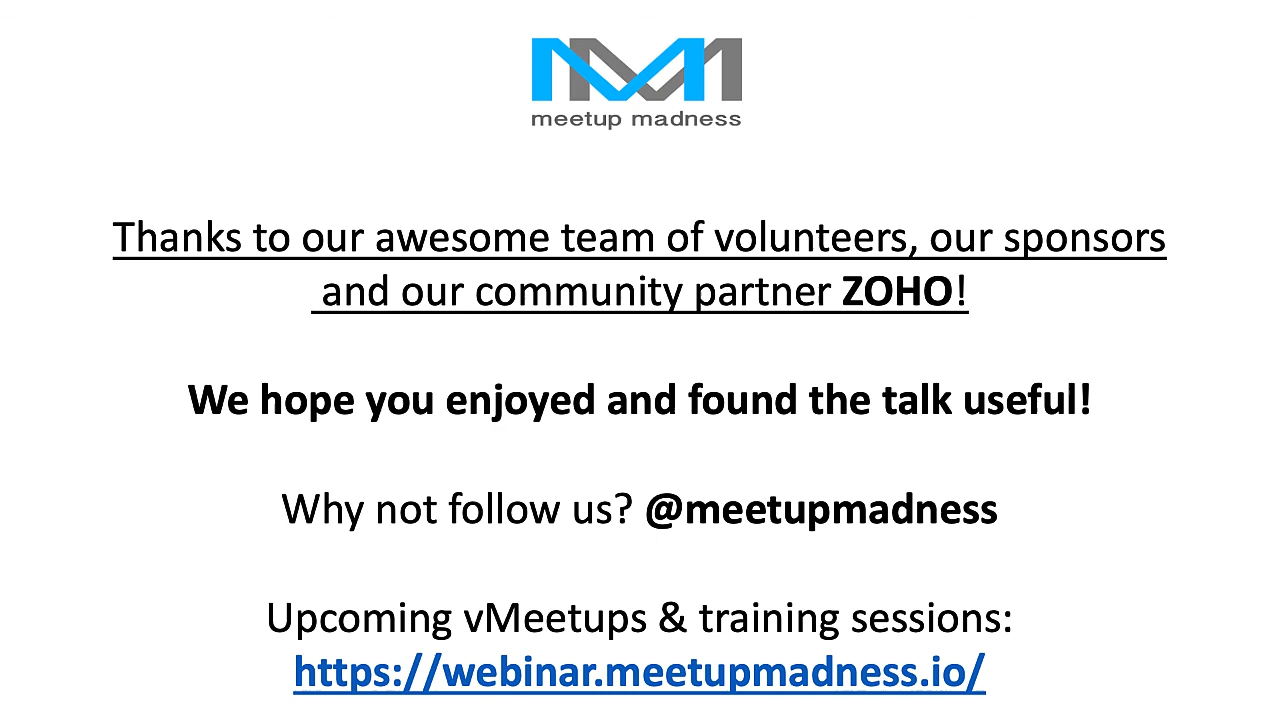 meetup madness
Thanks to our awesome team of volunteers, our sponsors
and our community partner ZOHO!
We hope you enjoyed and found the talk useful!
Why not follow us? @meetupmadness
Upcoming vMeetups & training sessions:
https://webinar.meetupmadness.io/